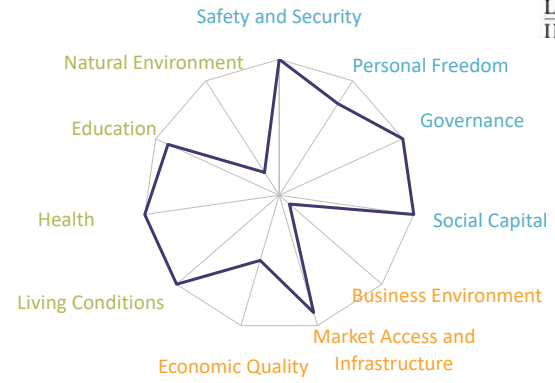 Safety and Security
Natural Environment
Personal Freedom
Education
Governance
Health
Social Capital
Living Conditions
Business Environment
Market Access and
Infrastructure
Economic Quality